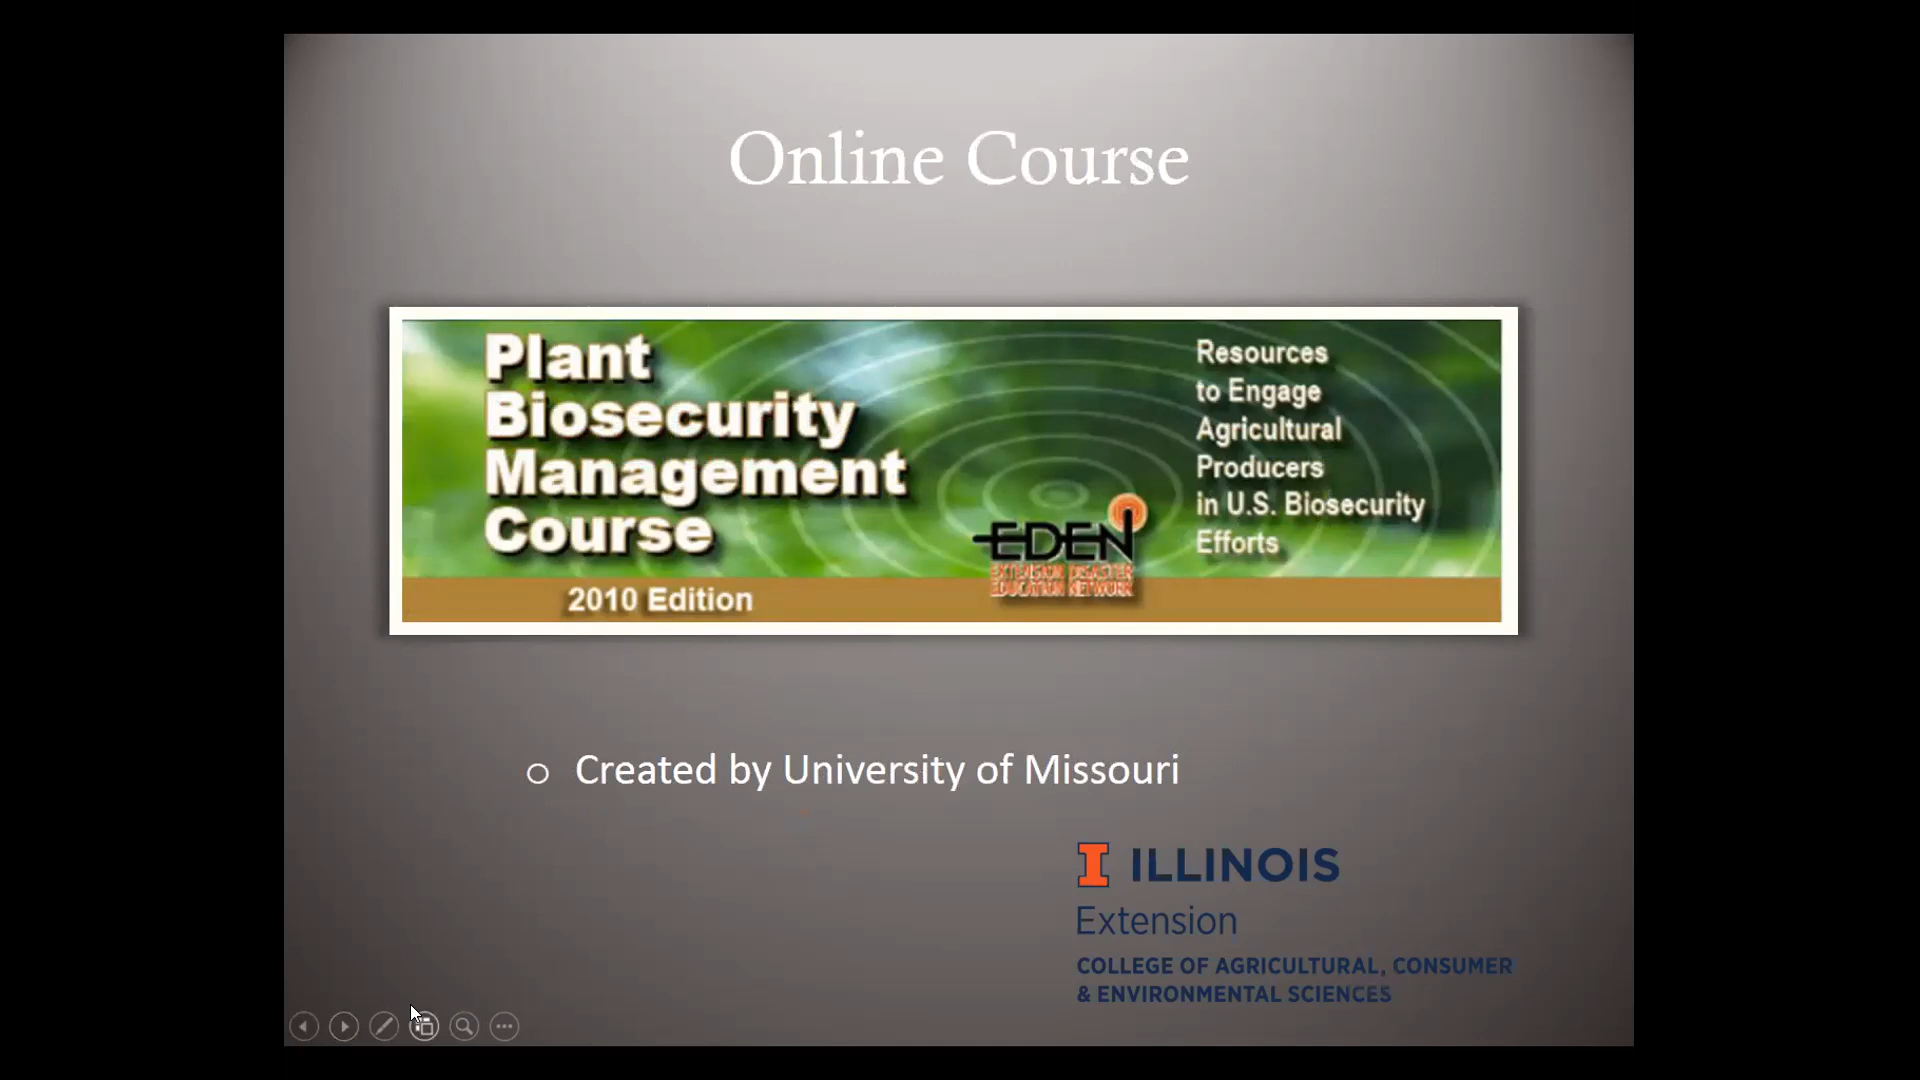 Online Course
Plant
Biosecurity
Management
Course
2010 Edition
EDEN
EXTENSION DISASTER
EDUCATION NETWORK
Resources
to Engage
Agricultural
Producers
in U.S. Biosecurity
Efforts
○ Created by University of Missouri
I ILLINOIS
Extension
COLLEGE OF AGRICULTURAL, CONSUMER
& ENVIRONMENTAL SCIENCES